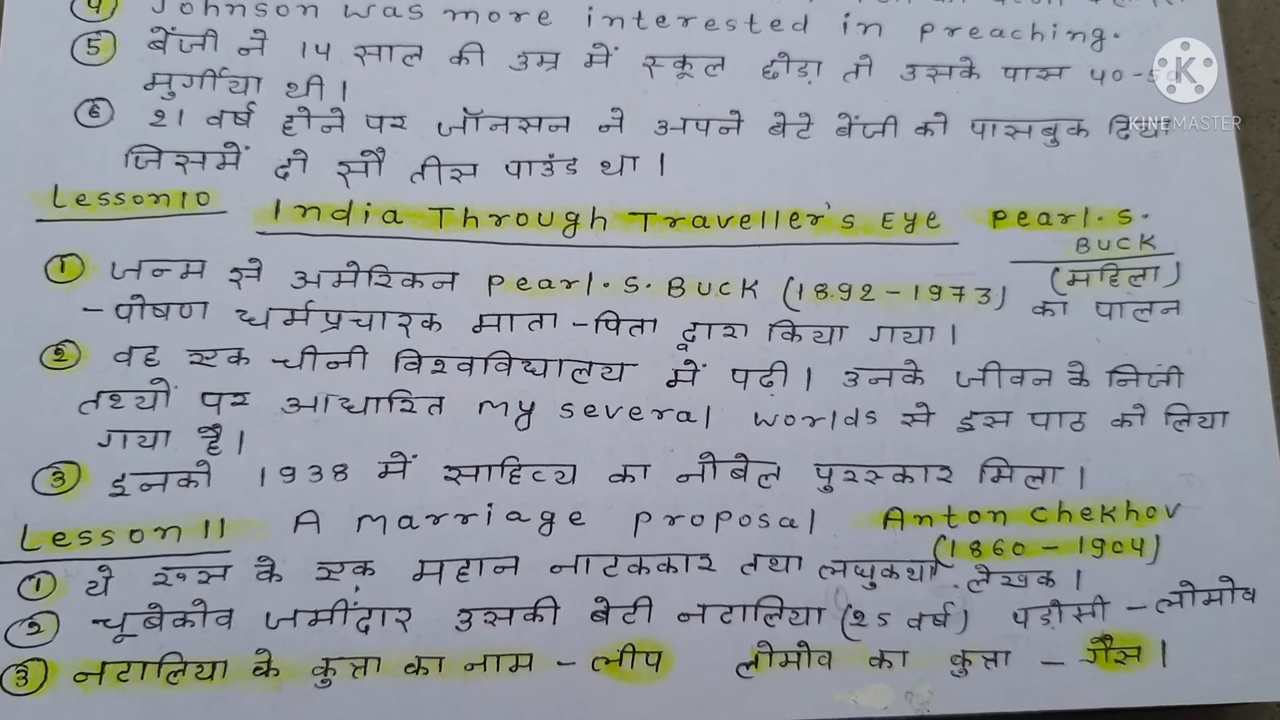 ④ Johnson was more interested in preaching.
⑤ बेंजी ने 14 साल की उम्र में स्कूल छोड़ा तो उसके पास 40-50
मुर्गीया थी।
⑥ 21 वर्ष होने पर जॉनसन ने अपने बेटे बेंजी को पासबुक दिया
जिसमें दो सौ तीस पाउंड था।
Lesson 10 India Through Traveller's Eye Pearl. S.
BUCK
(महिला)
① जन्म से अमेरिकन Pearl. S. BUCK (1892-1973) का पालन
-पोषण धर्मप्रचारक माता-पिता द्वारा किया गया।
② वह एक चीनी विश्वविद्यालय में पढ़ी। उनके जीवन के निजी
तथ्यों पर आधारित my several worlds से इस पाठ को लिया
गया है।
③ इनको 1938 में साहित्य का नोबेल पुरस्कार मिला।
Lesson 11 A marriage proposal Anton Chekhov
(1860-1904)
① ये रूस के एक महान नाटककार तथा लघुकथा लेखक।
② चूबेकोव जमींदार उसकी बेटी नटालिया (25 वर्ष) पड़ोसी - लोमोव
③ नटालिया के कुत्ता का नाम - लीप लोमोव का कुत्ता - गैस।
K
KINEMASTER